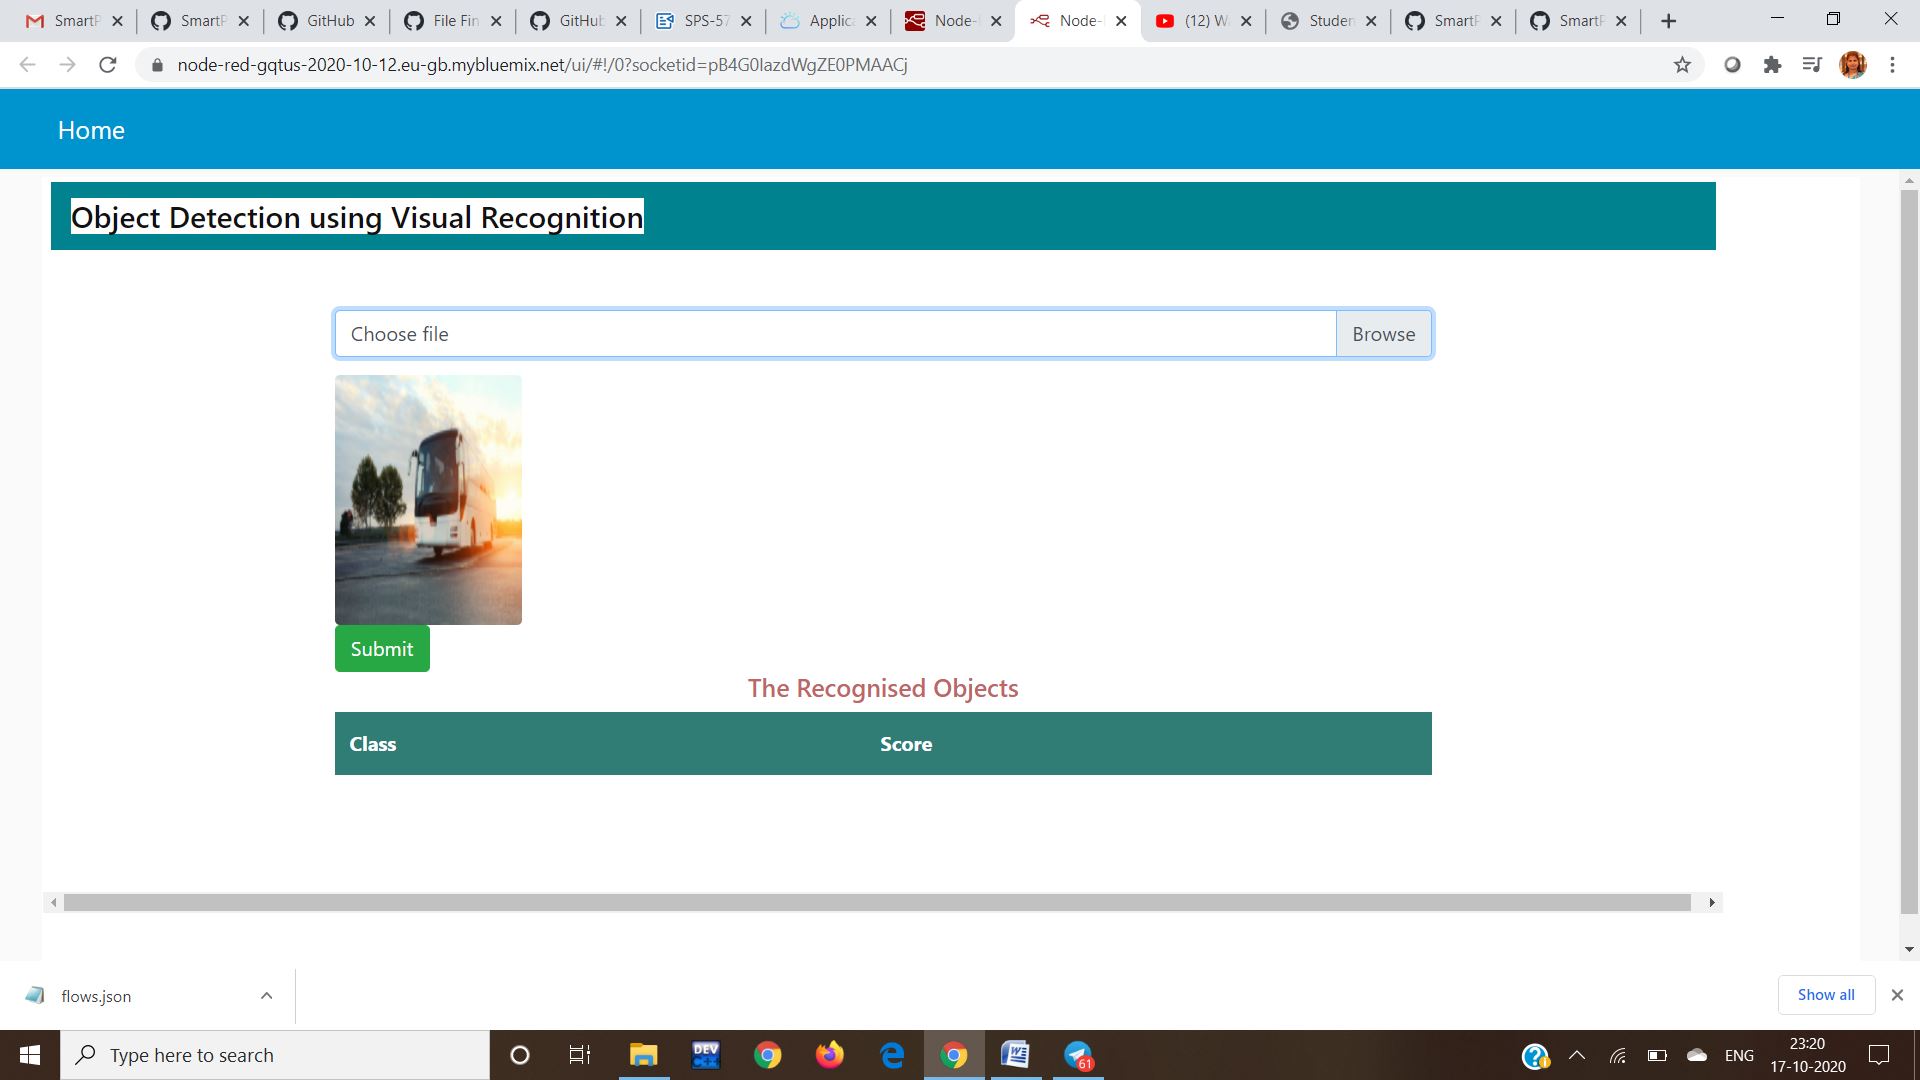 SmartP
SmartP
GitHub
File Fin
GitHub
SPS-57
Applica
Node-
Node-
(12) W
Studen
SmartP
SmartP
node-red-gqtus-2020-10-12.eu-gb.mybluemix.net/ui/#!/0?socketid=pB4G0IazdWgZE0PMAACj
Home
Object Detection using Visual Recognition
Choose file
Browse
Submit
The Recognised Objects
Class Score
flows.json
Show all
Type here to search
DEV
C++
61
ENG
23:20
17-10-2020